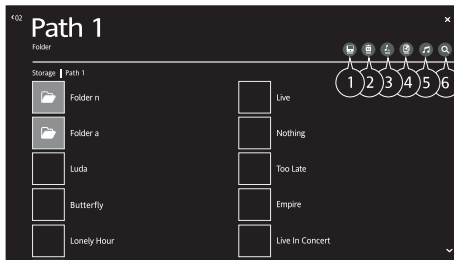 ‹02
Path 1
Folder
1 2 3 4 5 6
Storage Path 1
Folder n
Live
Folder a
Nothing
Luda
Too Late
Butterfly
Empire
Lonely Hour
Live In Concert